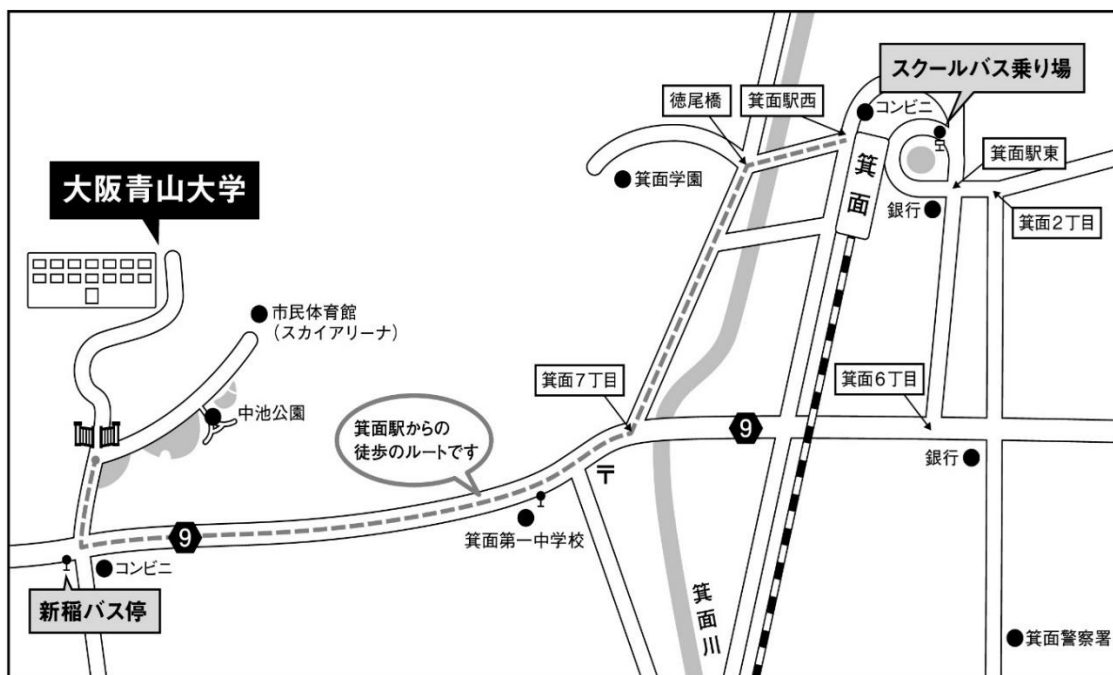 スクールバス乗り場
徳尾橋
箕面駅西
コンビニ
箕面
箕面駅東
箕面学園
銀行
箕面2丁目
大阪青山大学
市民体育館
(スカイアリーナ)
箕面7丁目
箕面6丁目
中池公園
箕面駅からの
徒歩のルートです
9
〒
銀行
9
箕面第一中学校
コンビニ
新稲バス停
箕面川
箕面警察署